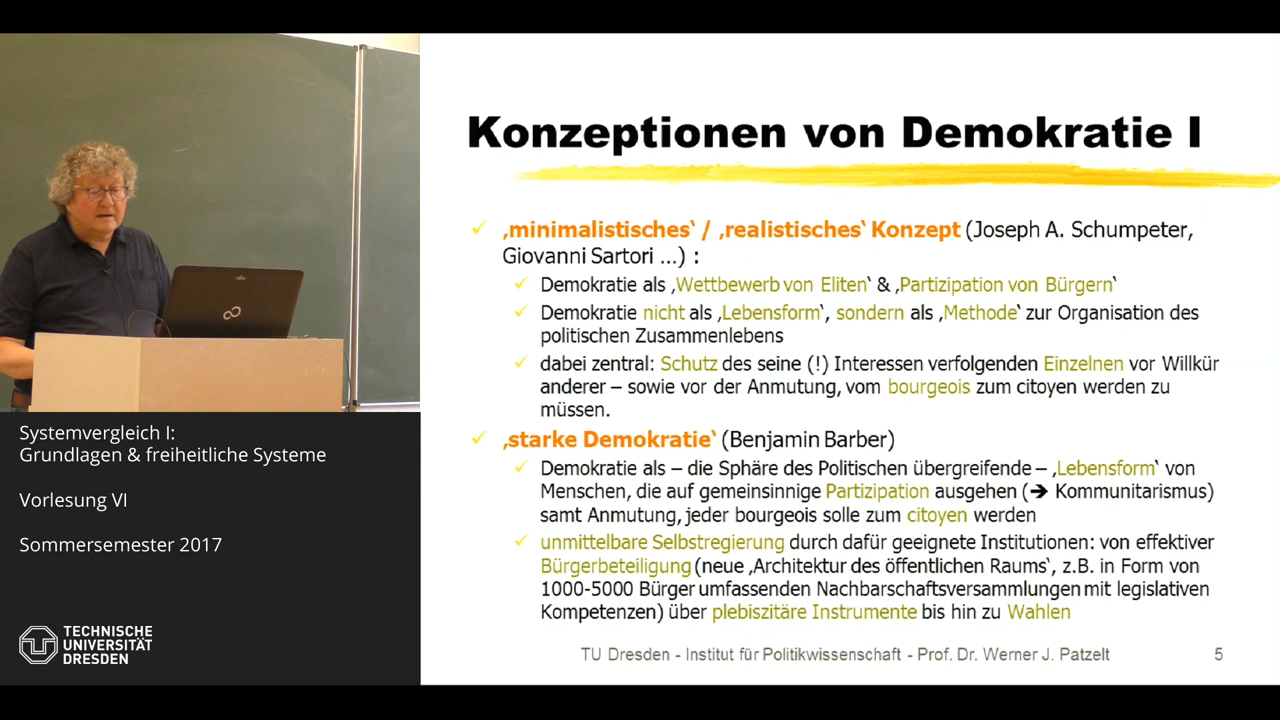 Konzeptionen von Demokratie I
‚minimalistisches‘ / ‚realistisches‘ Konzept (Joseph A. Schumpeter,
Giovanni Sartori ...) :
Demokratie als ‚Wettbewerb von Eliten‘ & ‚Partizipation von Bürgern‘
Demokratie nicht als ‚Lebensform‘, sondern als ‚Methode‘ zur Organisation des
politischen Zusammenlebens
dabei zentral: Schutz des seine (!) Interessen verfolgenden Einzelnen vor Willkür
anderer – sowie vor der Anmutung, vom bourgeois zum citoyen werden zu
müssen.
‚starke Demokratie‘ (Benjamin Barber)
Demokratie als – die Sphäre des Politischen übergreifende – ‚Lebensform‘ von
Menschen, die auf gemeinsinnige Partizipation ausgehen (➔ Kommunitarismus)
samt Anmutung, jeder bourgeois solle zum citoyen werden
unmittelbare Selbstregierung durch dafür geeignete Institutionen: von effektiver
Bürgerbeteiligung (neue ‚Architektur des öffentlichen Raums‘, z.B. in Form von
1000-5000 Bürger umfassenden Nachbarschaftsversammlungen mit legislativen
Kompetenzen) über plebiszitäre Instrumente bis hin zu Wahlen
TU Dresden - Institut für Politikwissenschaft - Prof. Dr. Werner J. Patzelt
5
Systemvergleich I:
Grundlagen & freiheitliche Systeme
Vorlesung VI
Sommersemester 2017
TECHNISCHE
UNIVERSITÄT
DRESDEN